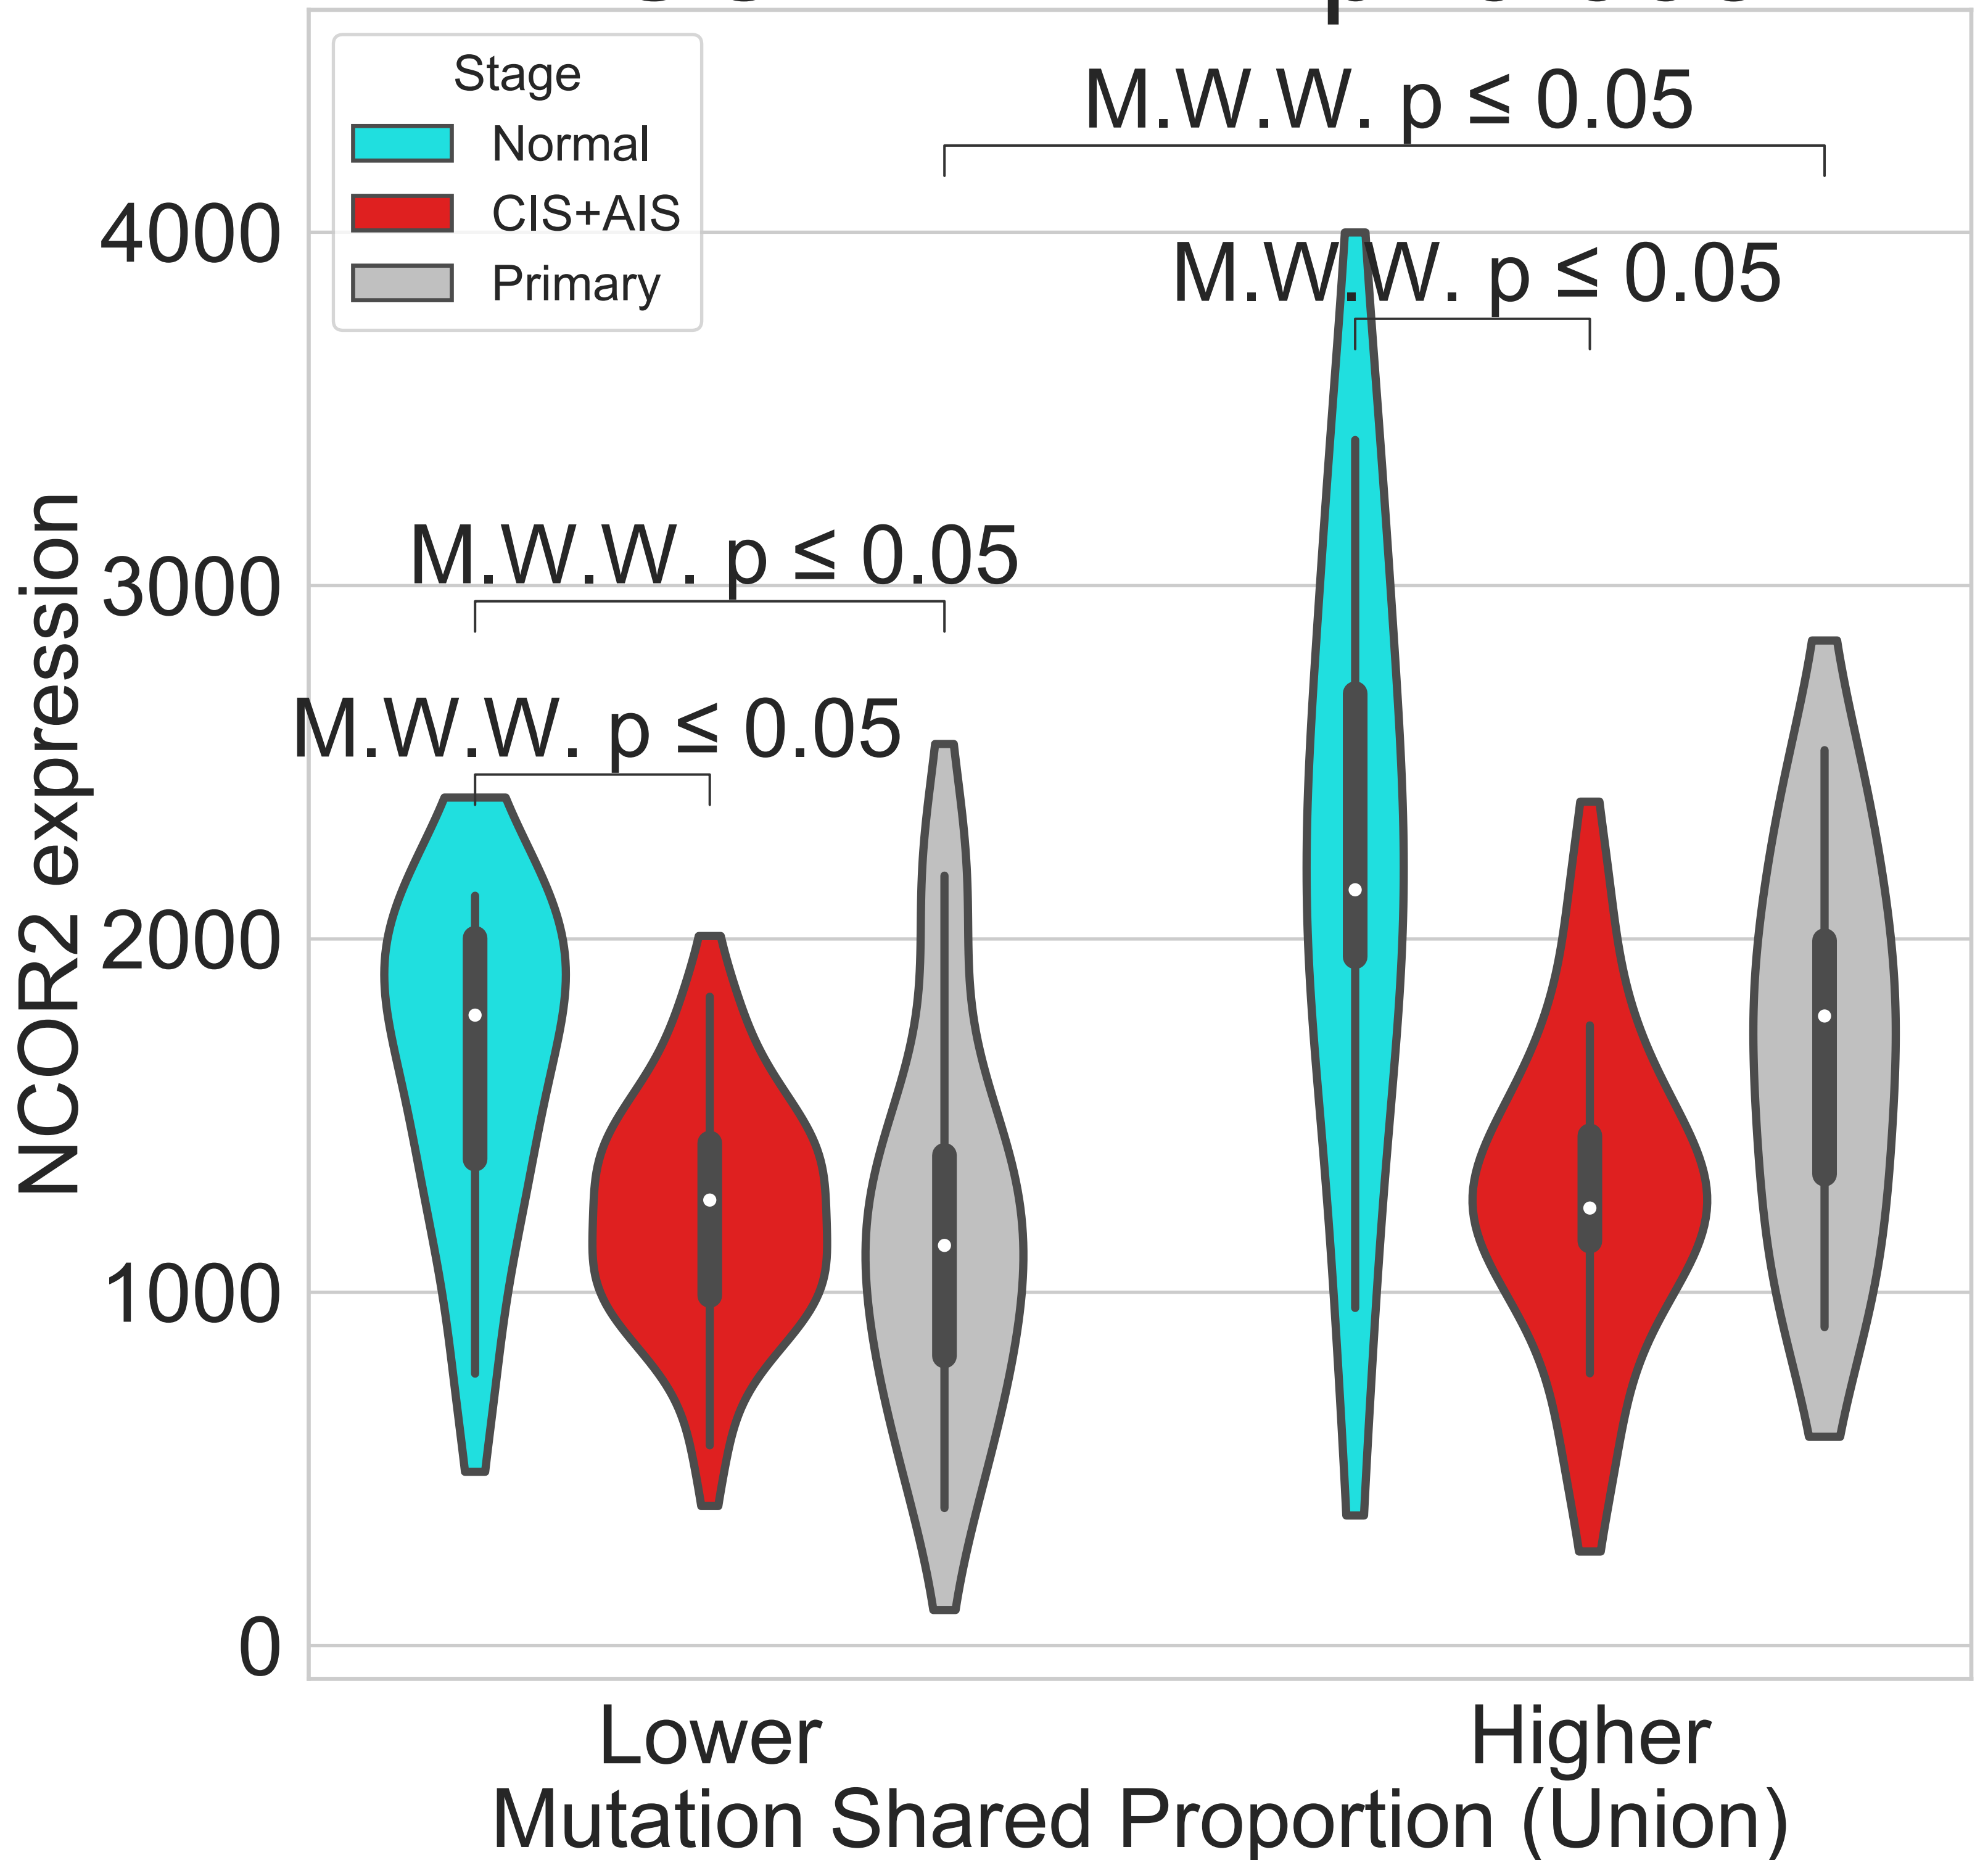 Stage
Normal
CIS+AIS
Primary
M.W.W. p ≤ 0.05
M.W.W. p ≤ 0.05
M.W.W. p ≤ 0.05
M.W.W. p ≤ 0.05
4000
3000
2000
1000
0
NCOR2 expression
Lower
Higher
Mutation Shared Proportion (Union)